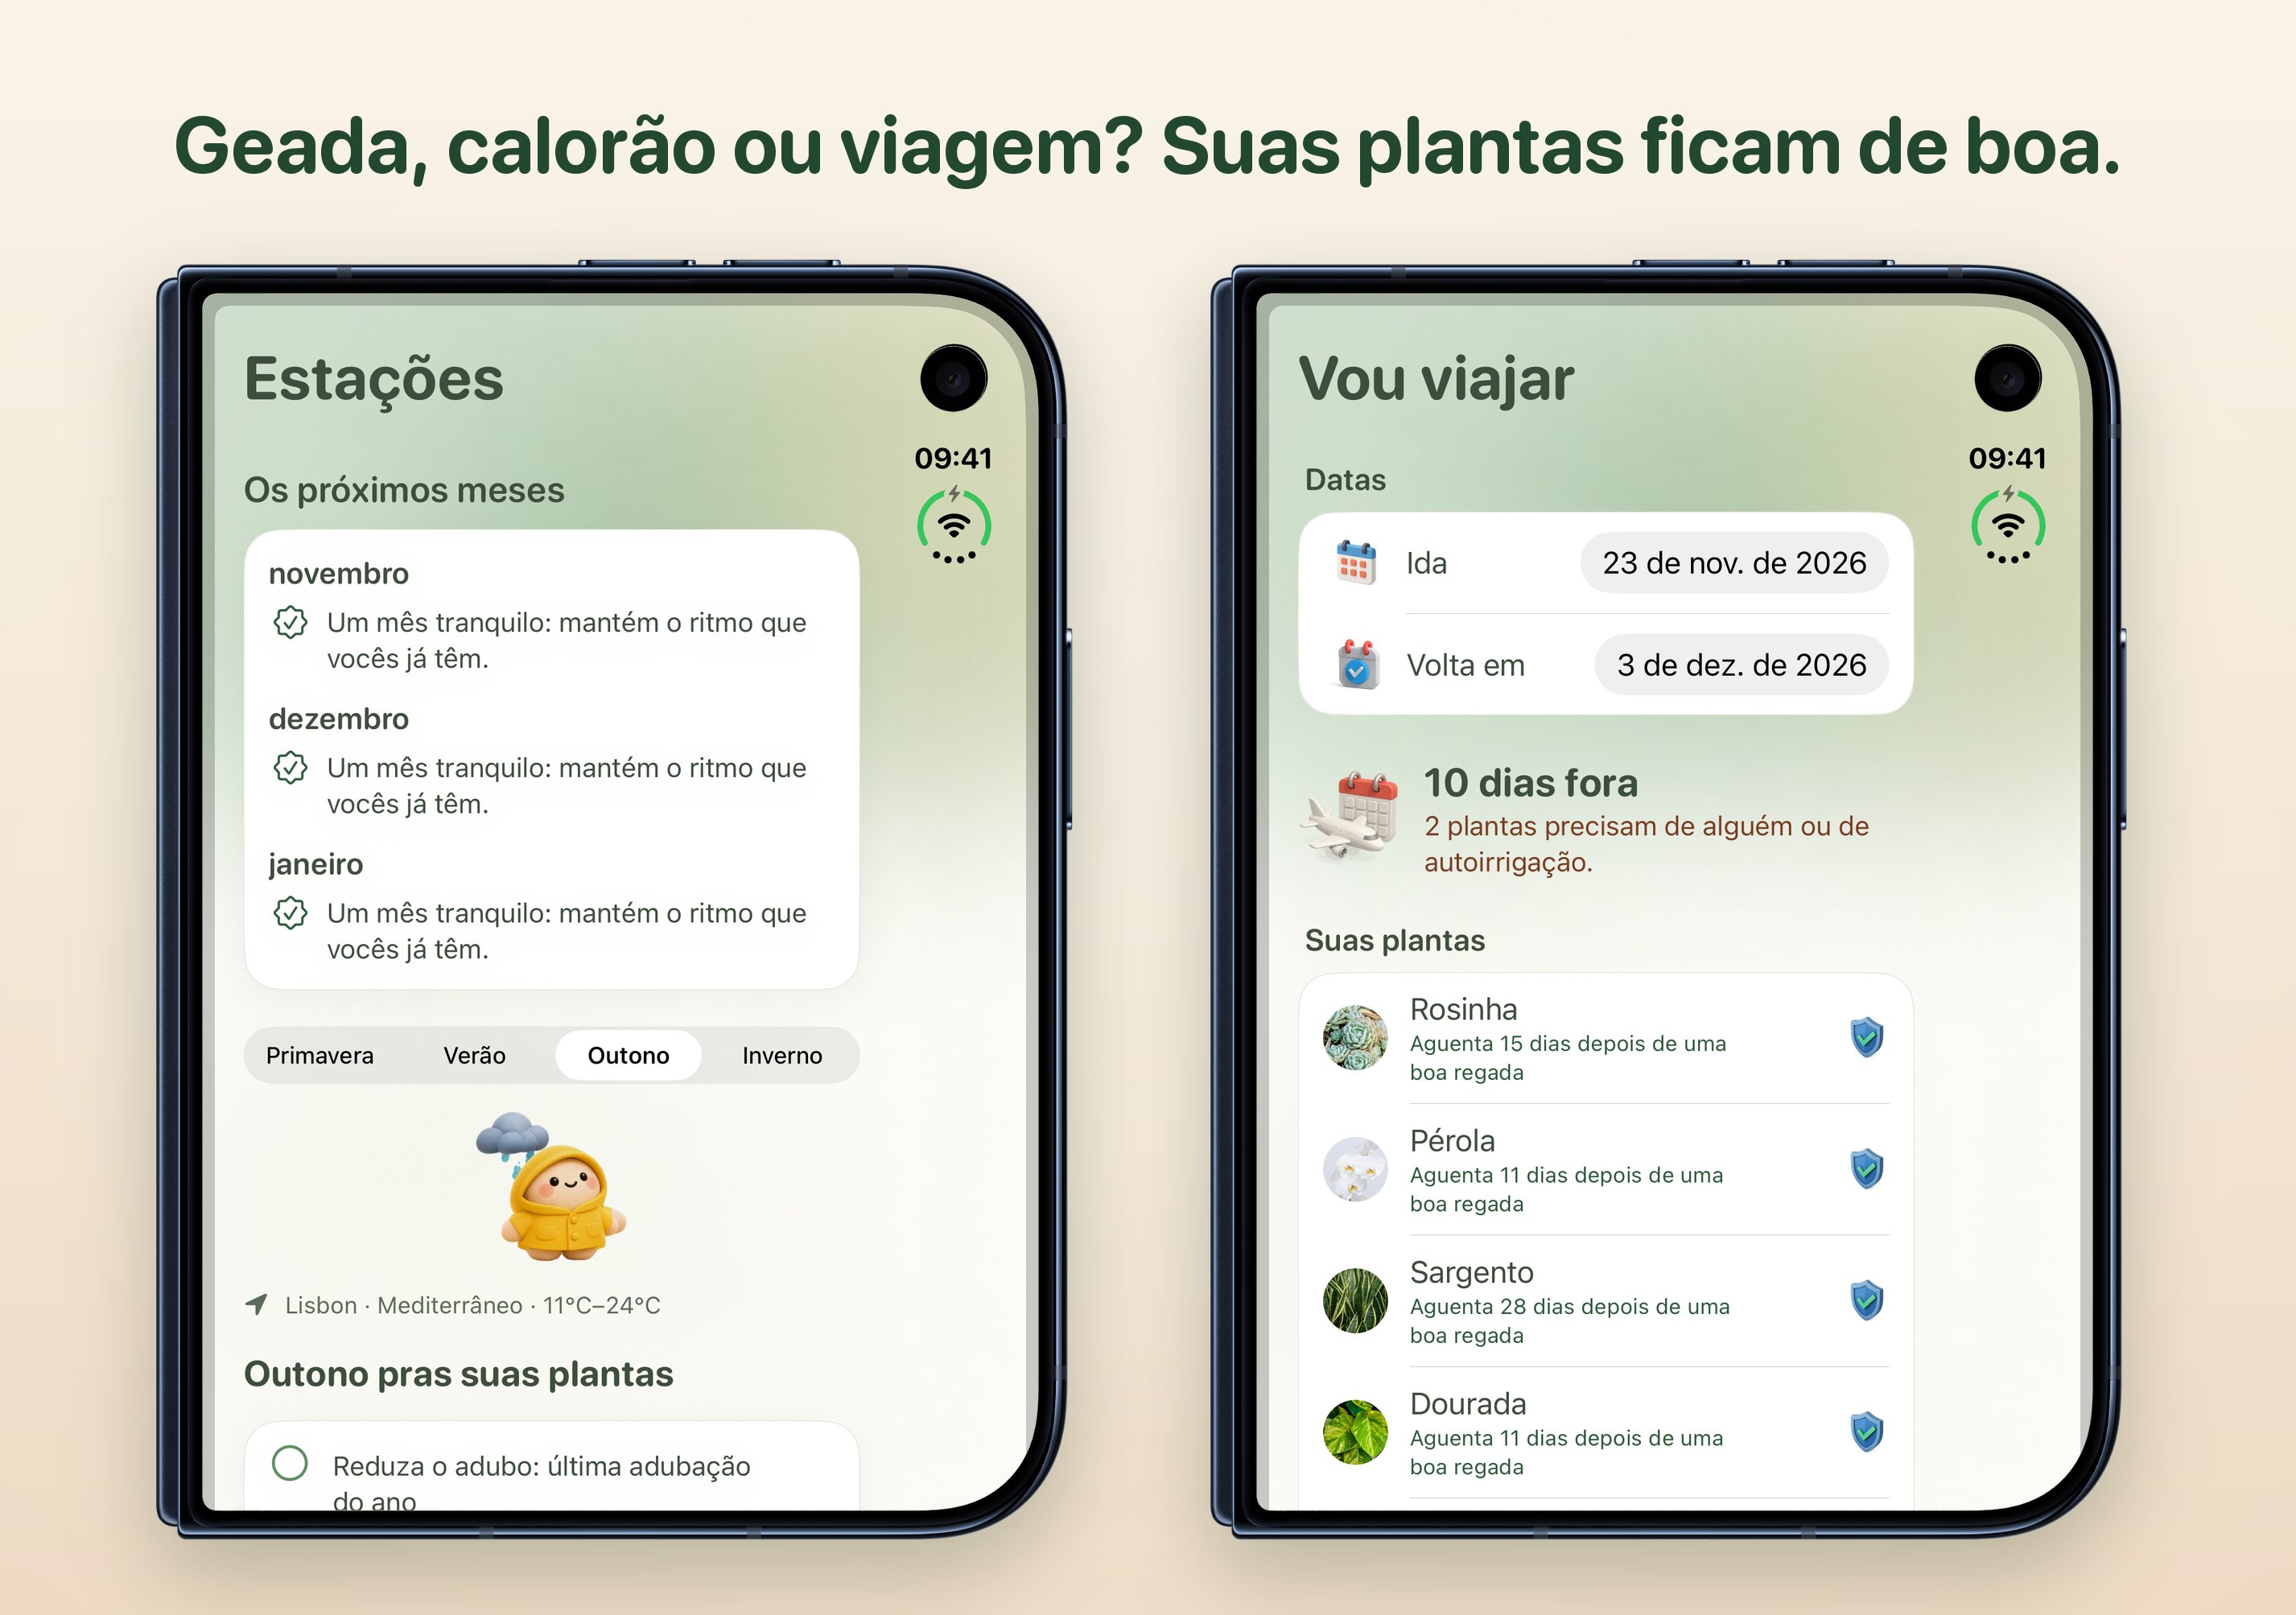 Geada, calorão ou viagem? Suas plantas ficam de boa.
Estações
09:41
Os próximos meses
novembro
Um mês tranquilo: mantém o ritmo que
vocês já têm.
dezembro
Um mês tranquilo: mantém o ritmo que
vocês já têm.
janeiro
Um mês tranquilo: mantém o ritmo que
vocês já têm.
Primavera Verão Outono Inverno
Lisbon · Mediterrâneo · 11°C–24°C
Outono pras suas plantas
Reduza o adubo: última adubação
do ano
Vou viajar
09:41
Datas
Ida 23 de nov. de 2026
Volta em 3 de dez. de 2026
10 dias fora
2 plantas precisam de alguém ou de
autoirrigação.
Suas plantas
Rosinha
Aguenta 15 dias depois de uma
boa regada
Pérola
Aguenta 11 dias depois de uma
boa regada
Sargento
Aguenta 28 dias depois de uma
boa regada
Dourada
Aguenta 11 dias depois de uma
boa regada